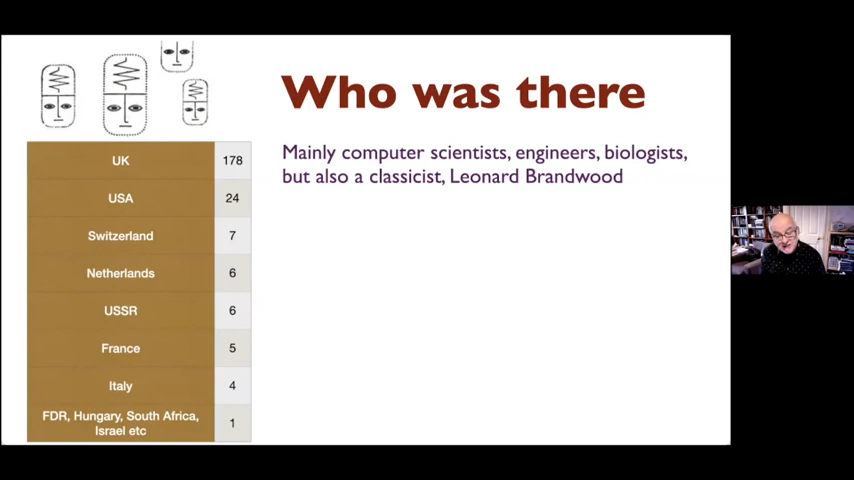 Who was there
Mainly computer scientists, engineers, biologists,
but also a classicist, Leonard Brandwood
UK 178
USA 24
Switzerland 7
Netherlands 6
USSR 6
France 5
Italy 4
FDR, Hungary, South Africa,
Israel etc 1